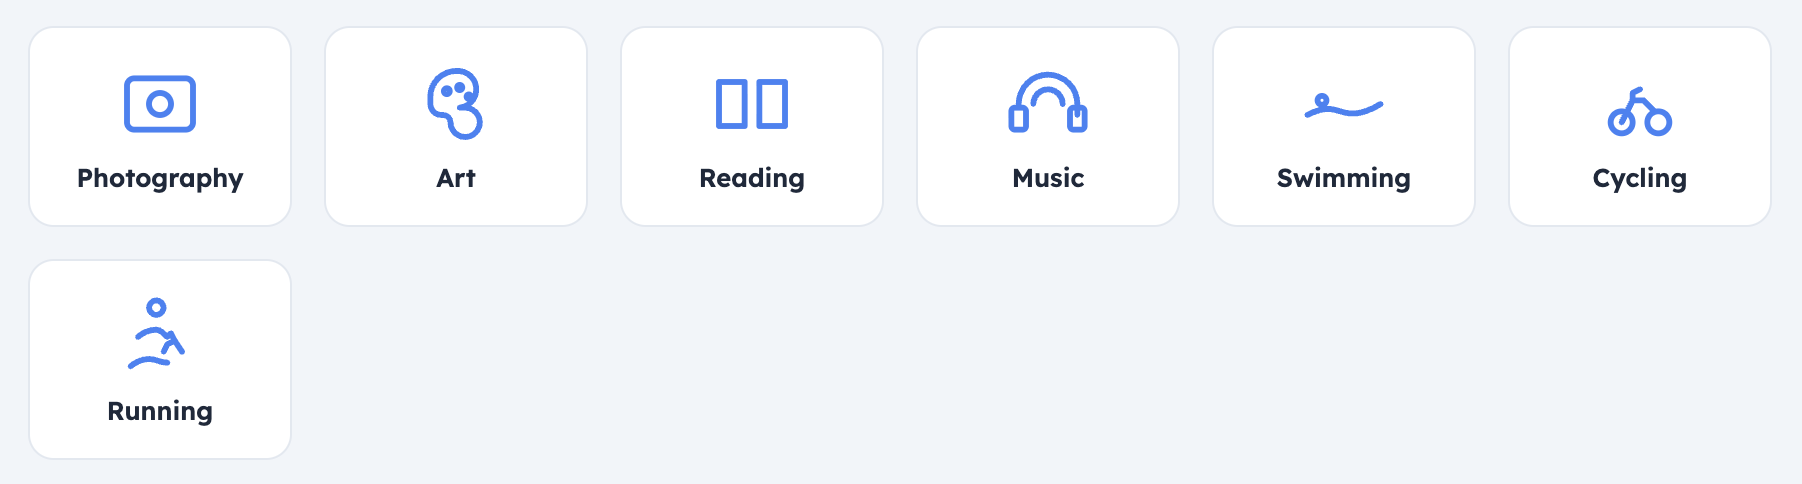 Photography
Art
Reading
Music
Swimming
Cycling
Running